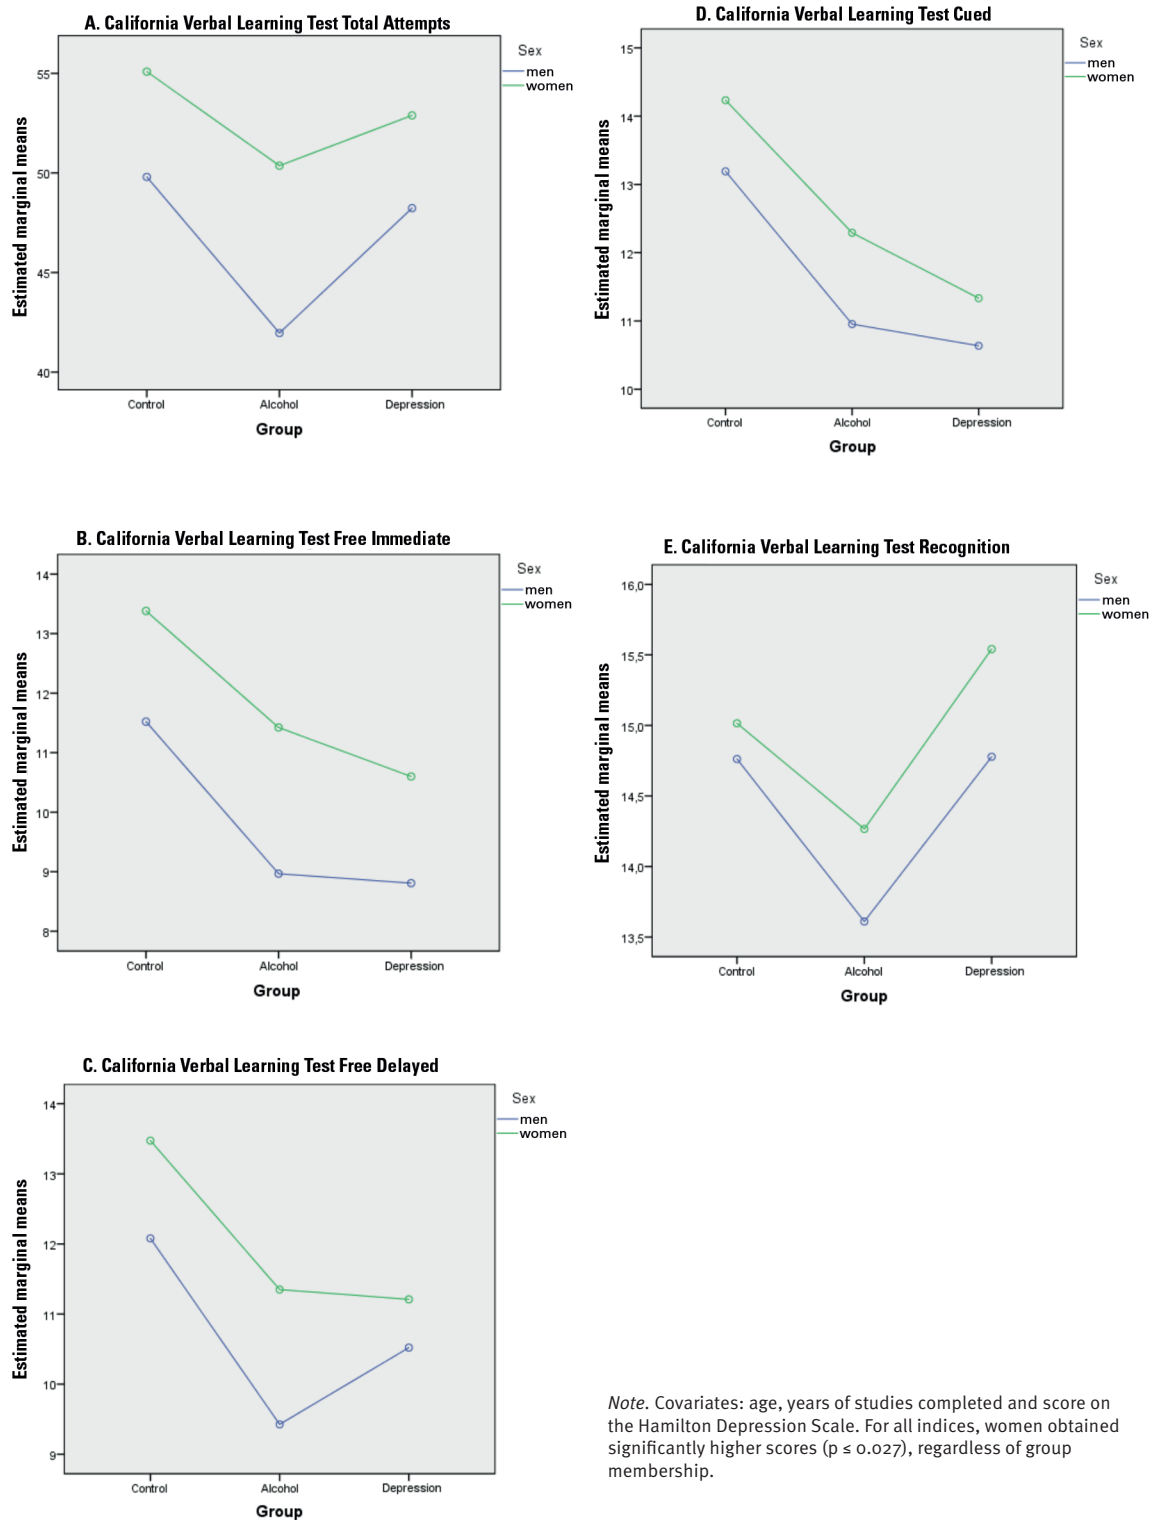 A. California Verbal Learning Test Total Attempts
Sex
men
women
Estimated marginal means
55
50
45
40
Control Alcohol Depression
Group
B. California Verbal Learning Test Free Immediate
Sex
men
women
Estimated marginal means
14
13
12
11
10
9
8
Control Alcohol Depression
Group
C. California Verbal Learning Test Free Delayed
Sex
men
women
Estimated marginal means
14
13
12
11
10
9
Control Alcohol Depression
Group
D. California Verbal Learning Test Cued
Sex
men
women
Estimated marginal means
15
14
13
12
11
10
Control Alcohol Depression
Group
E. California Verbal Learning Test Recognition
Sex
men
women
Estimated marginal means
16,0
15,5
15,0
14,5
14,0
13,5
Control Alcohol Depression
Group
Note. Covariates: age, years of studies completed and score on
the Hamilton Depression Scale. For all indices, women obtained
significantly higher scores (p ≤ 0.027), regardless of group
membership.